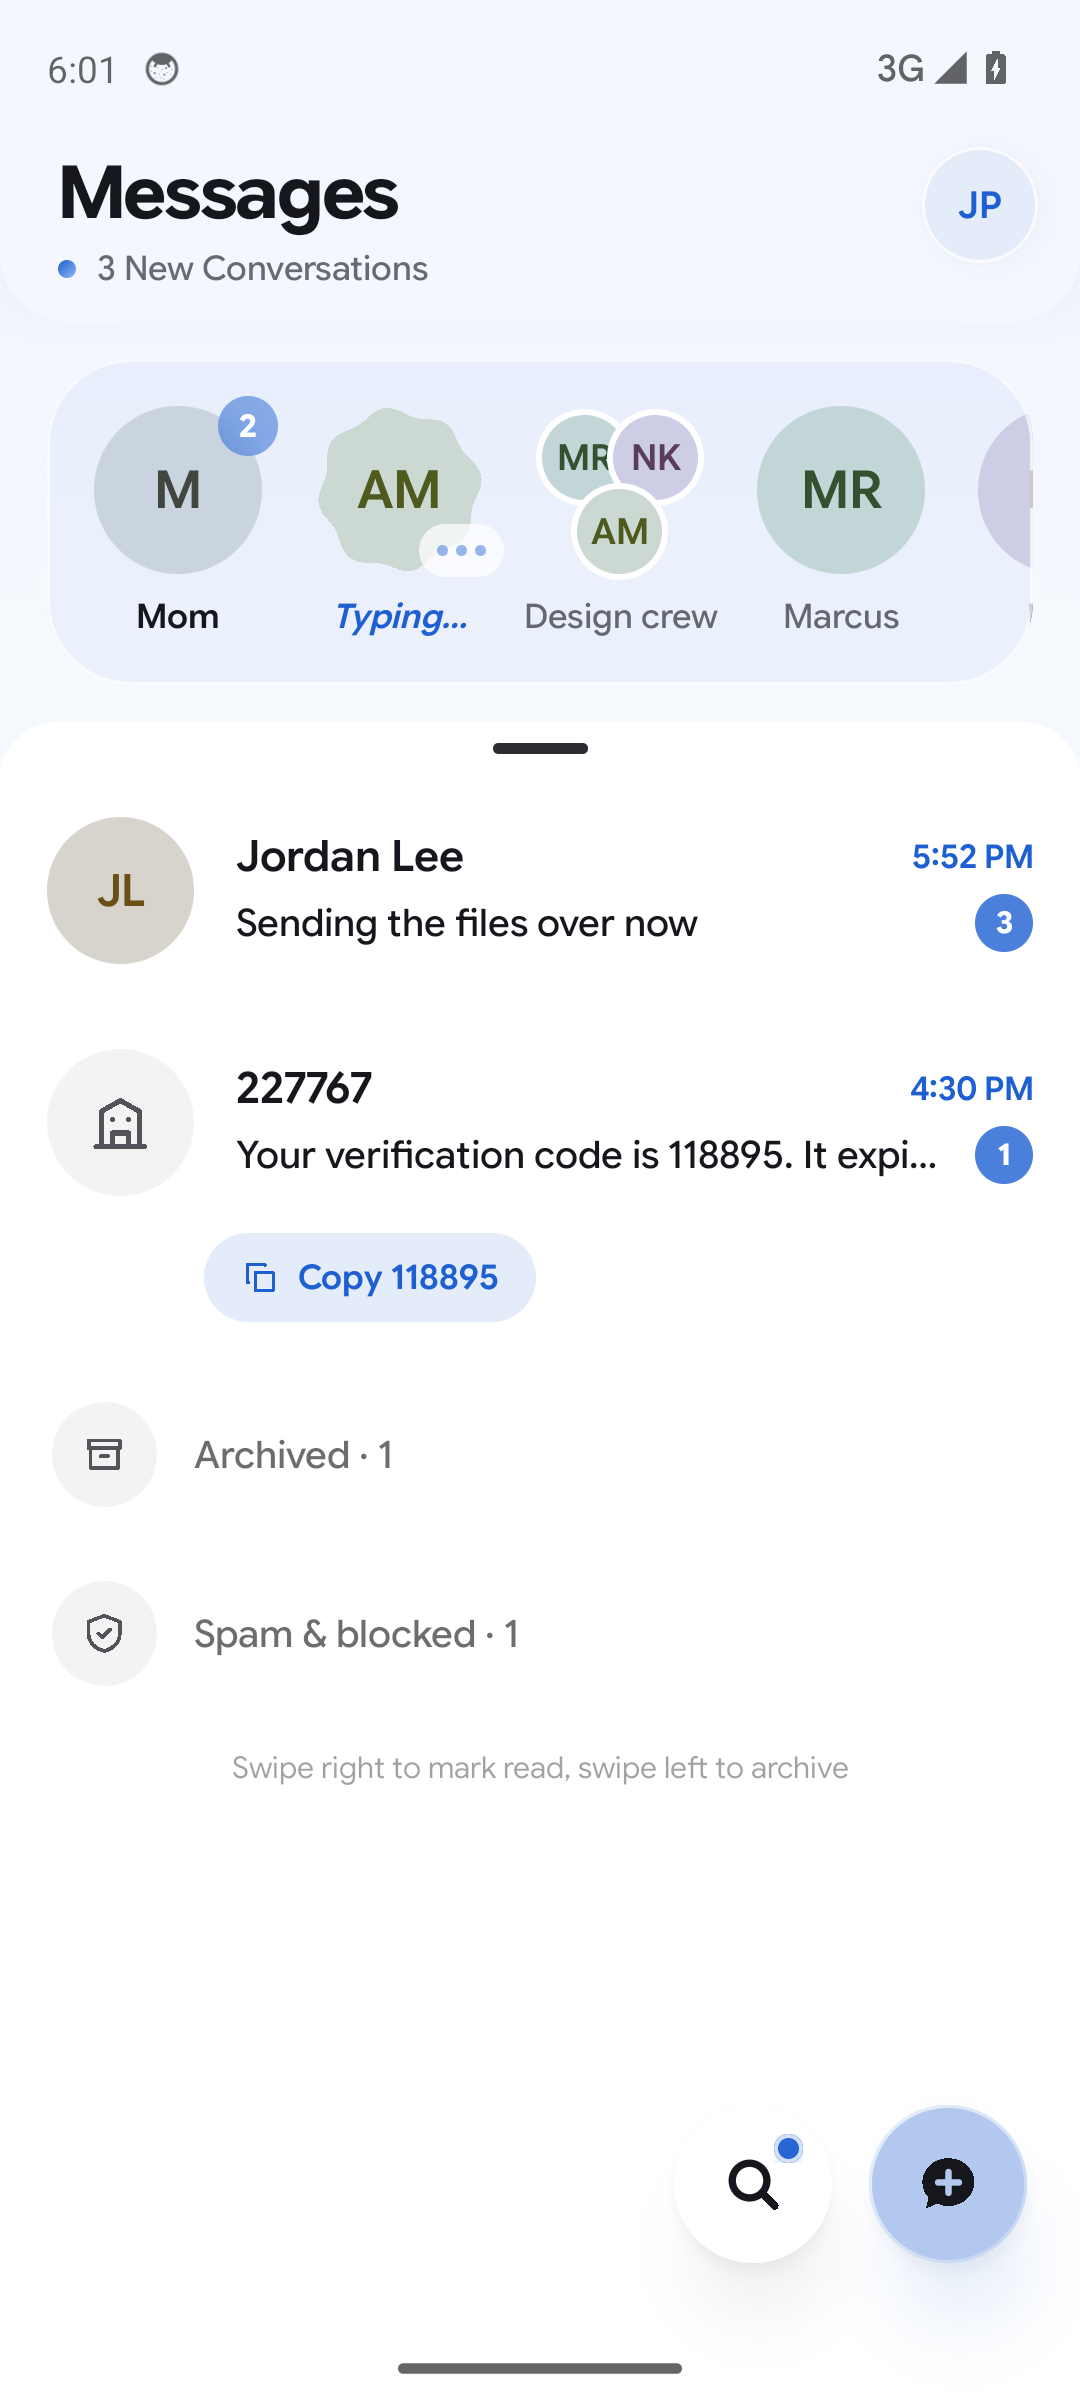 6:01
3G
Messages
JP
3 New Conversations
M
2
AM
MR
NK
AM
MR
Mom
Typing...
Design crew
Marcus
JL
Jordan Lee
5:52 PM
Sending the files over now
3
227767
4:30 PM
Your verification code is 118895. It expi...
1
Copy 118895
Archived · 1
Spam & blocked · 1
Swipe right to mark read, swipe left to archive